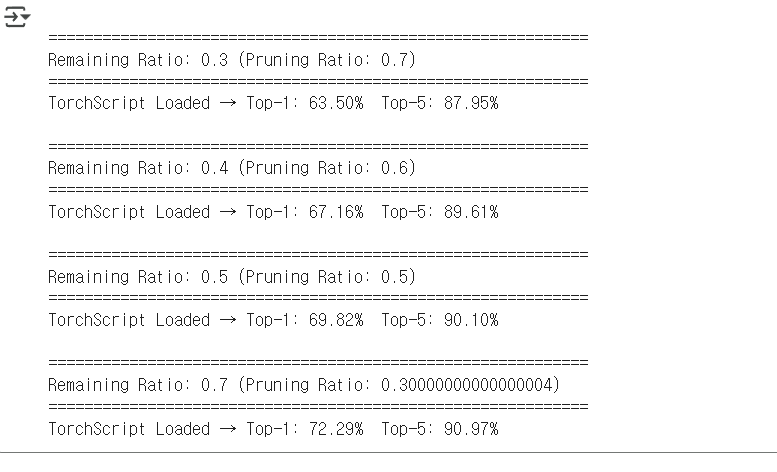 ============================================================
Remaining Ratio: 0.3 (Pruning Ratio: 0.7)
============================================================
TorchScript Loaded → Top-1: 63.50%  Top-5: 87.95%
============================================================
Remaining Ratio: 0.4 (Pruning Ratio: 0.6)
============================================================
TorchScript Loaded → Top-1: 67.16%  Top-5: 89.61%
============================================================
Remaining Ratio: 0.5 (Pruning Ratio: 0.5)
============================================================
TorchScript Loaded → Top-1: 69.82%  Top-5: 90.10%
============================================================
Remaining Ratio: 0.7 (Pruning Ratio: 0.30000000000000004)
============================================================
TorchScript Loaded → Top-1: 72.29%  Top-5: 90.97%